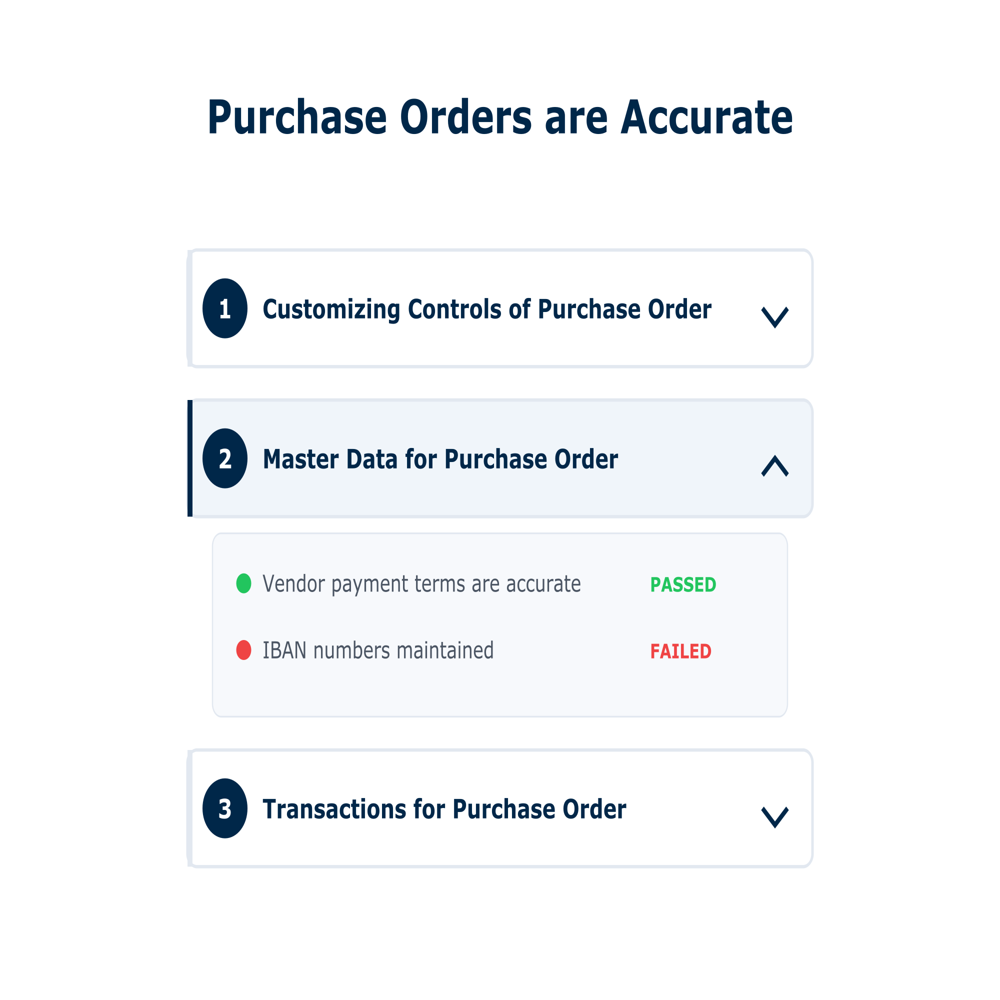 Purchase Orders are Accurate
1 Customizing Controls of Purchase Order
2 Master Data for Purchase Order
Vendor payment terms are accurate PASSED
IBAN numbers maintained FAILED
3 Transactions for Purchase Order